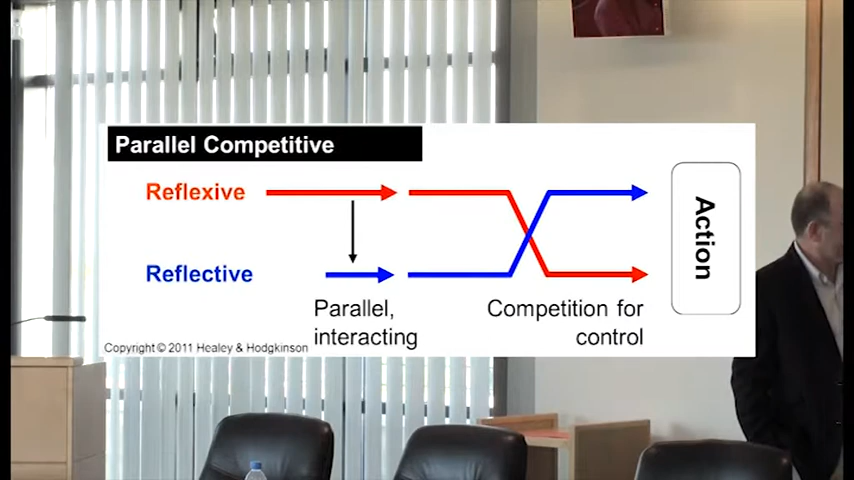 Parallel Competitive
Reflexive
Reflective
Parallel,
interacting
Competition for
control
Action
Copyright © 2011 Healey & Hodgkinson